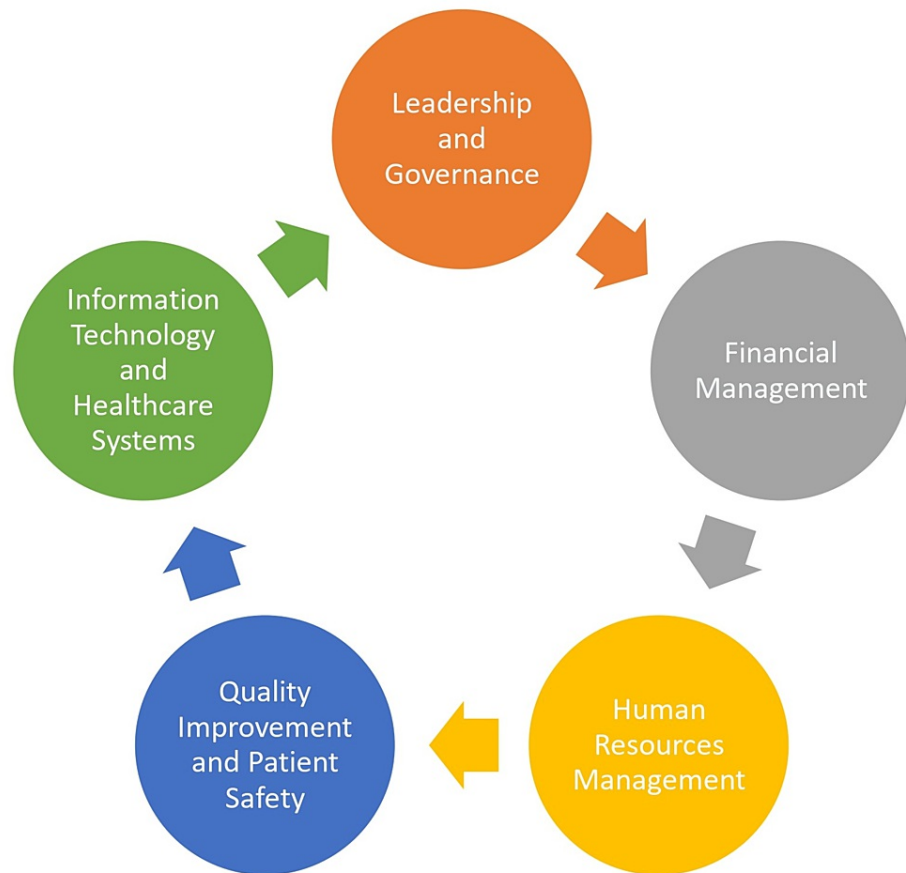 Leadership
and
Governance
Financial
Management
Human
Resources
Management
Quality
Improvement
and Patient
Safety
Information
Technology
and
Healthcare
Systems